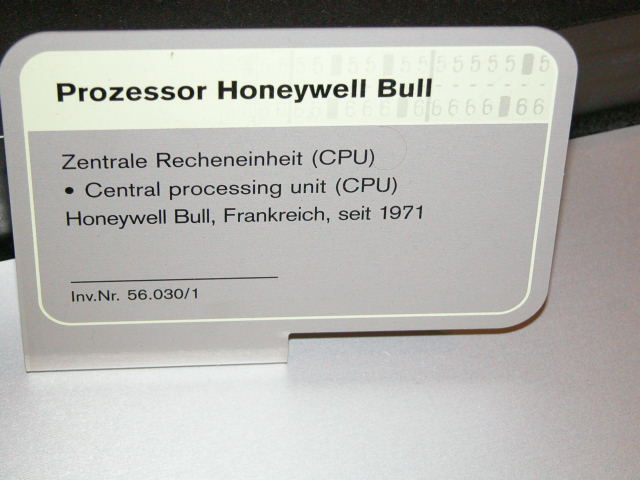 Prozessor Honeywell Bull
Zentrale Recheneinheit (CPU)
• Central processing unit (CPU)
Honeywell Bull, Frankreich, seit 1971
Inv.Nr. 56.030/1